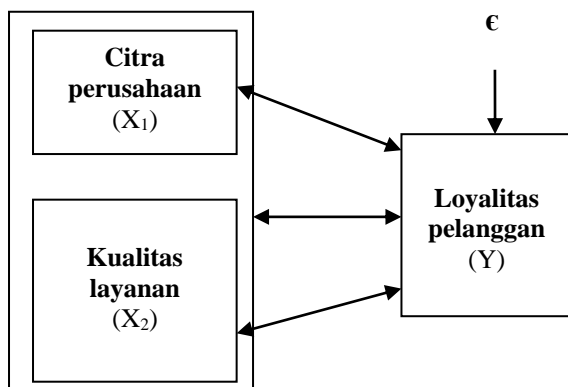 є
Citra
perusahaan
(X₁)
Loyalitas
pelanggan
(Y)
Kualitas
layanan
(X₂)